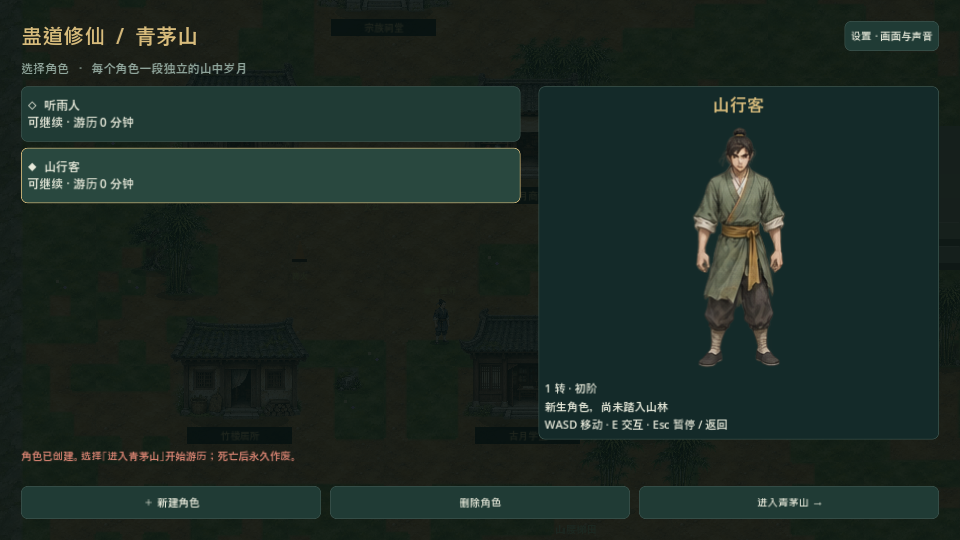 蛊道修仙 / 青茅山
设置 · 画面与声音
选择角色 · 每个角色一段独立的山中岁月
◇ 听雨人
可继续 · 游历 0 分钟
◆ 山行客
可继续 · 游历 0 分钟
山行客
1 转 · 初阶
新生角色，尚未踏入山林
WASD 移动 · E 交互 · Esc 暂停 / 返回
角色已创建。选择「进入青茅山」开始游历；死亡后永久作废。
+ 新建角色
删除角色
进入青茅山 →